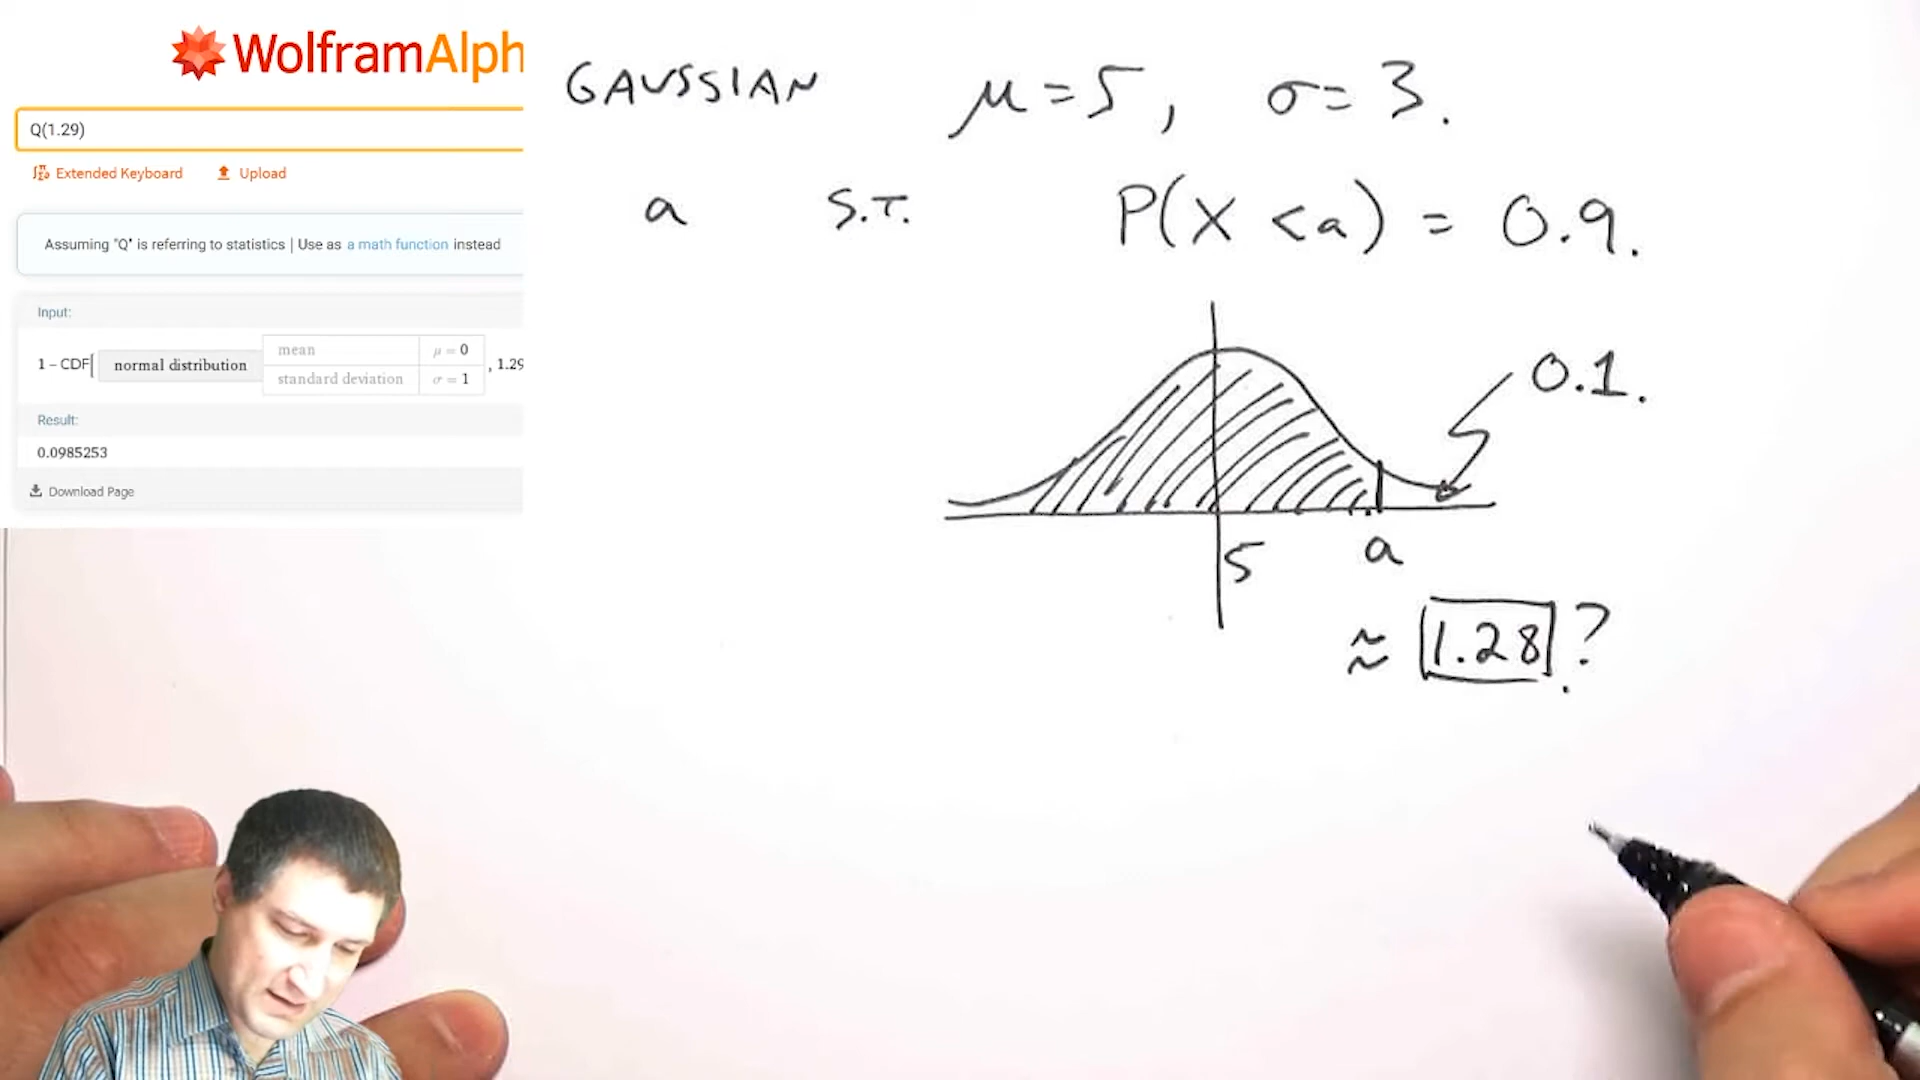 WolframAlph
Q(1.29)
Extended Keyboard Upload
Assuming "Q" is referring to statistics | Use as a math function instead
Input:
1 – CDF[ normal distribution mean μ = 0 , 1.29
standard deviation σ = 1
Result:
0.0985253
Download Page
GAUSSIAN μ = 5, σ = 3.
a S.T. P(X < a) = 0.9.
0.1.
5 a
≈ 1.28 ?